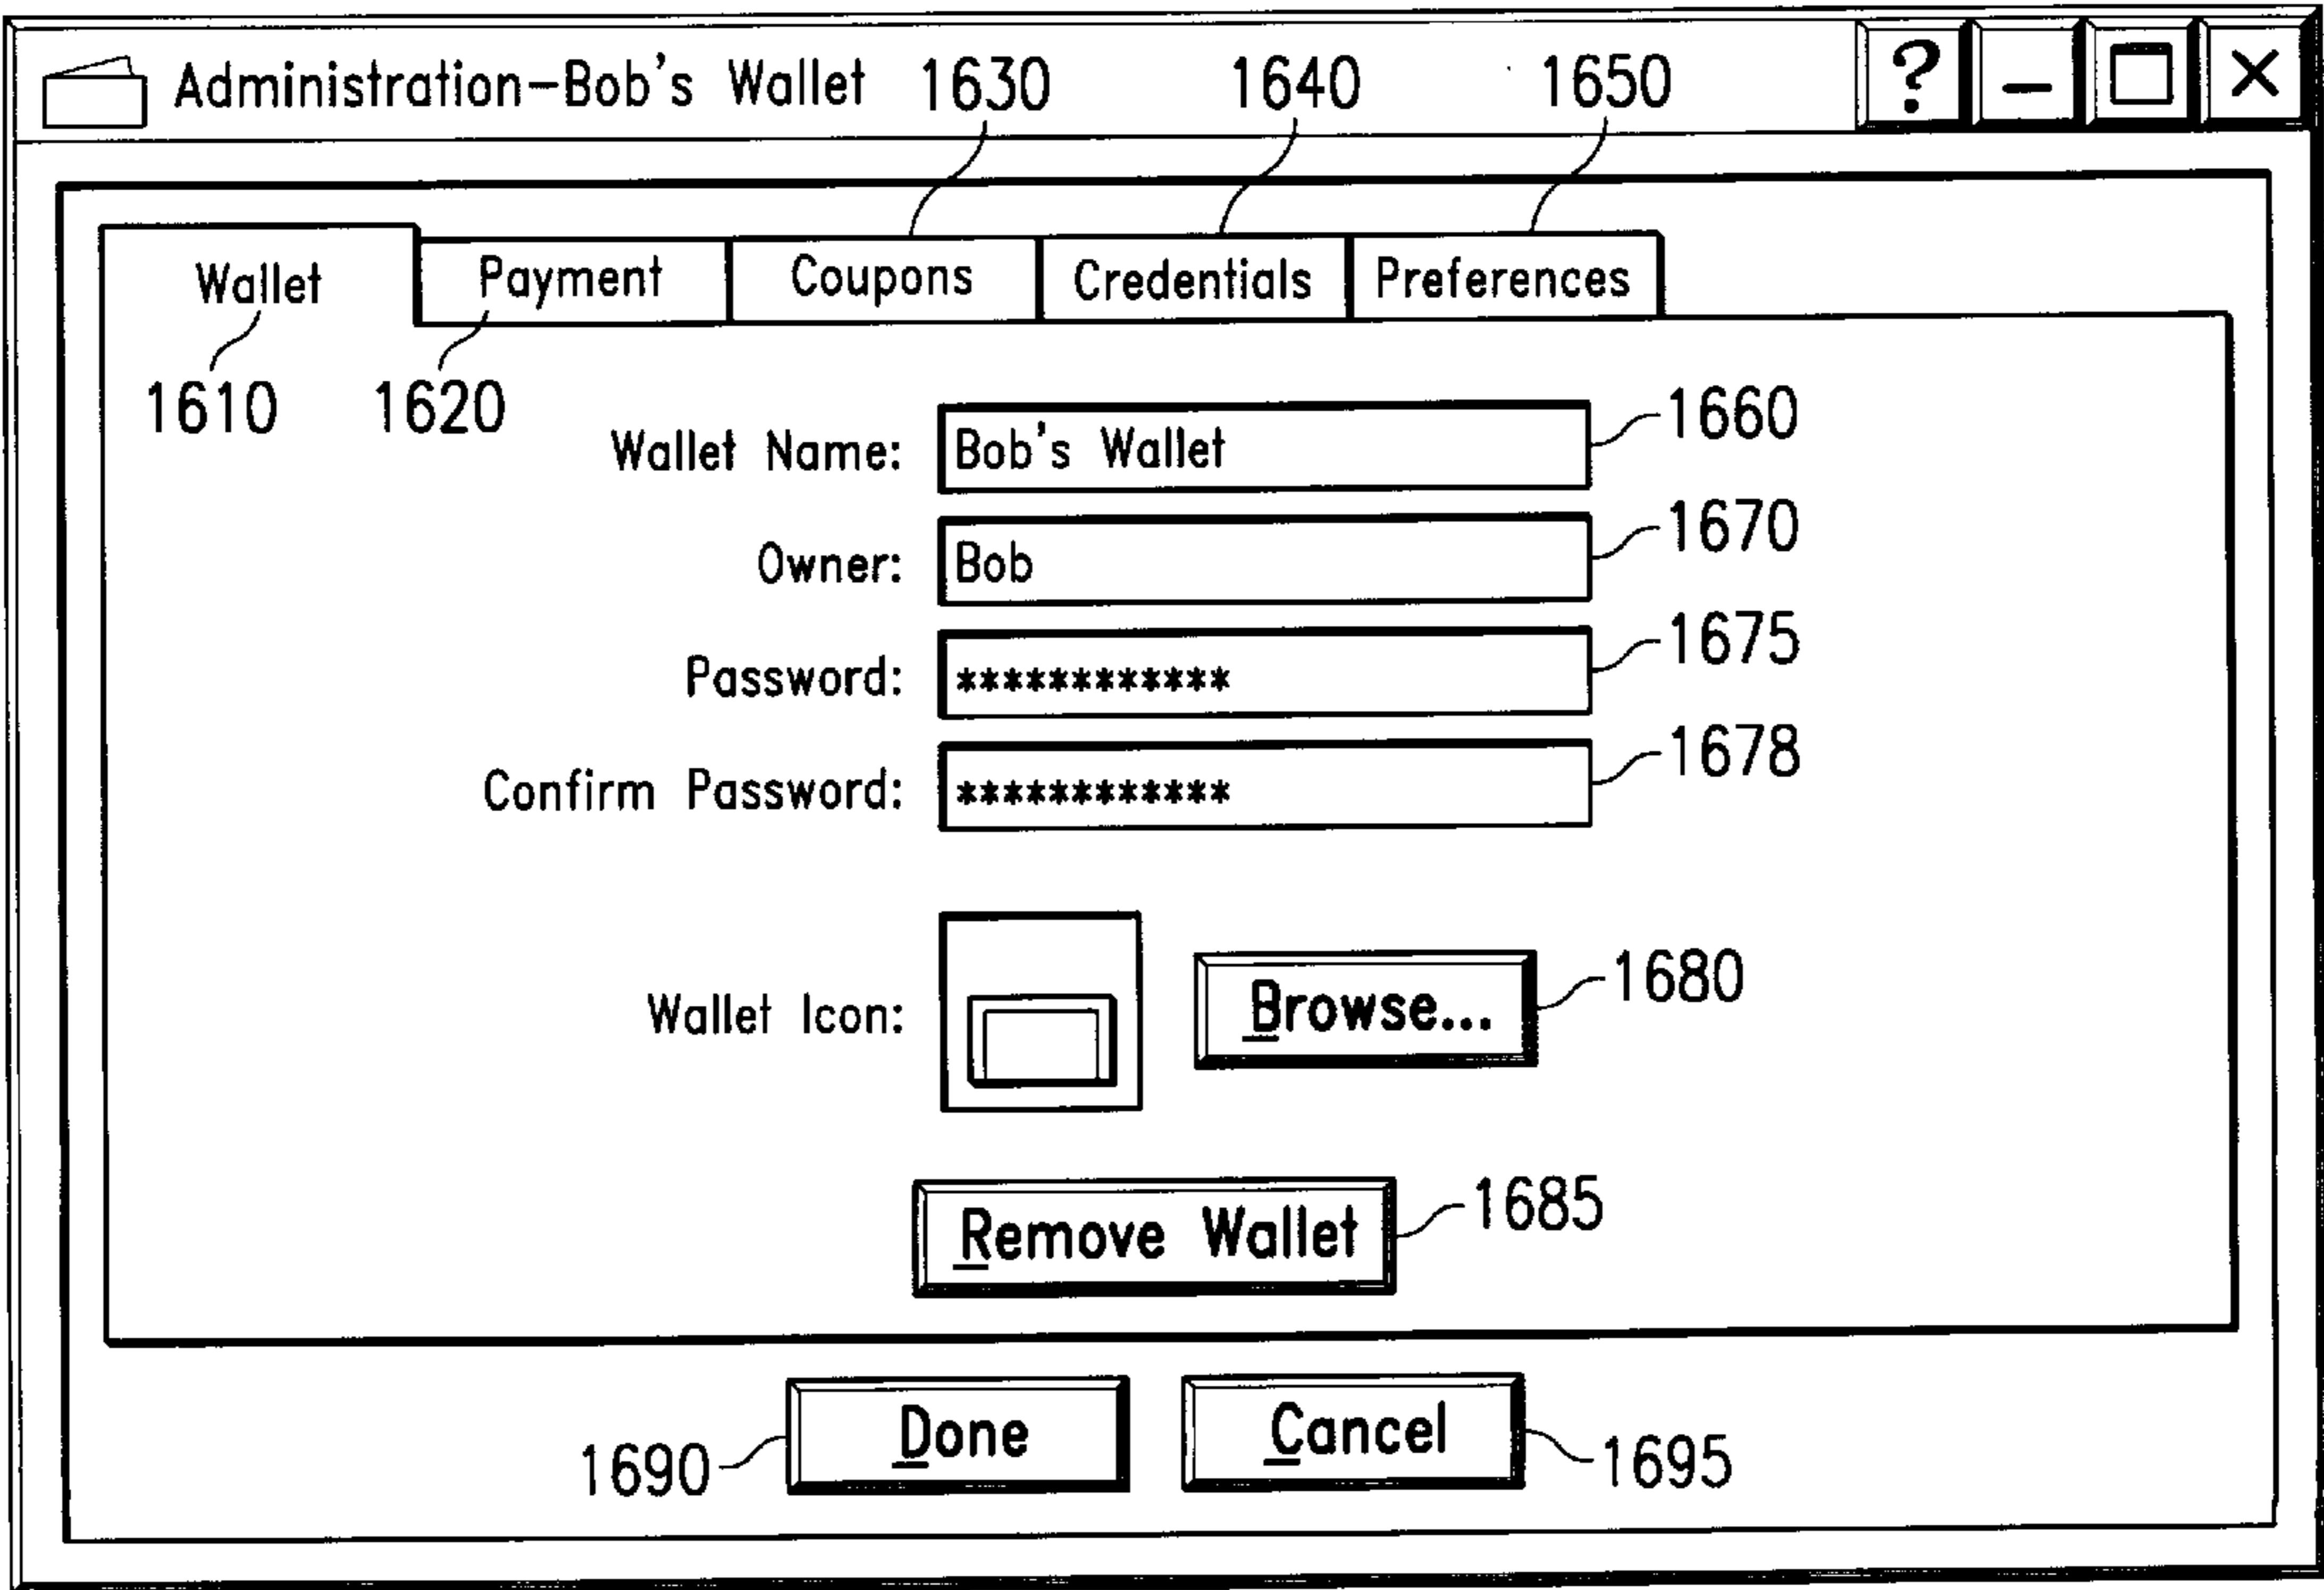 Administration-Bob's Wallet 1630 1640 1650 ? – X
Wallet Payment Coupons Credentials Preferences
1610 1620
Wallet Name: Bob's Wallet 1660
Owner: Bob 1670
Password: ************ 1675
Confirm Password: ************ 1678
Wallet Icon: Browse... 1680
Remove Wallet 1685
1690 Done Cancel 1695